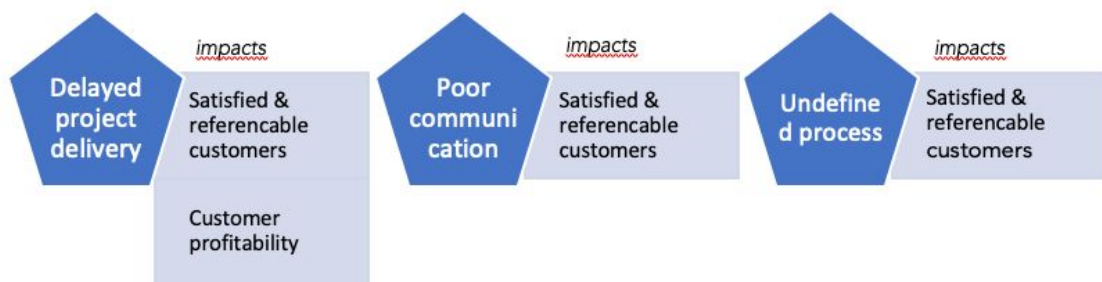 impacts
Delayed
project
delivery
Satisfied &
referencable
customers
Customer
profitability
impacts
Poor
communi
cation
Satisfied &
referencable
customers
impacts
Undefine
d process
Satisfied &
referencable
customers